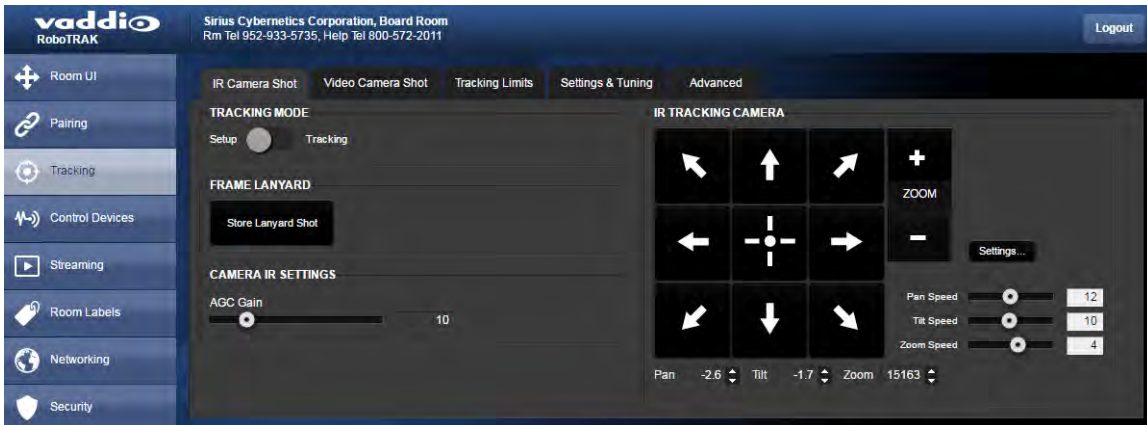 vaddio
RoboTRAK
Sirius Cybernetics Corporation, Board Room
Rm Tel 952-933-5735, Help Tel 800-572-2011
Logout
Room UI
Pairing
Tracking
Control Devices
Streaming
Room Labels
Networking
Security
IR Camera Shot
Video Camera Shot
Tracking Limits
Settings & Tuning
Advanced
TRACKING MODE
Setup Tracking
FRAME LANYARD
Store Lanyard Shot
CAMERA IR SETTINGS
AGC Gain
10
IR TRACKING CAMERA
+
ZOOM
-
Settings...
Pan Speed 12
Tilt Speed 10
Zoom Speed 4
Pan -2.6 Tilt -1.7 Zoom 15163